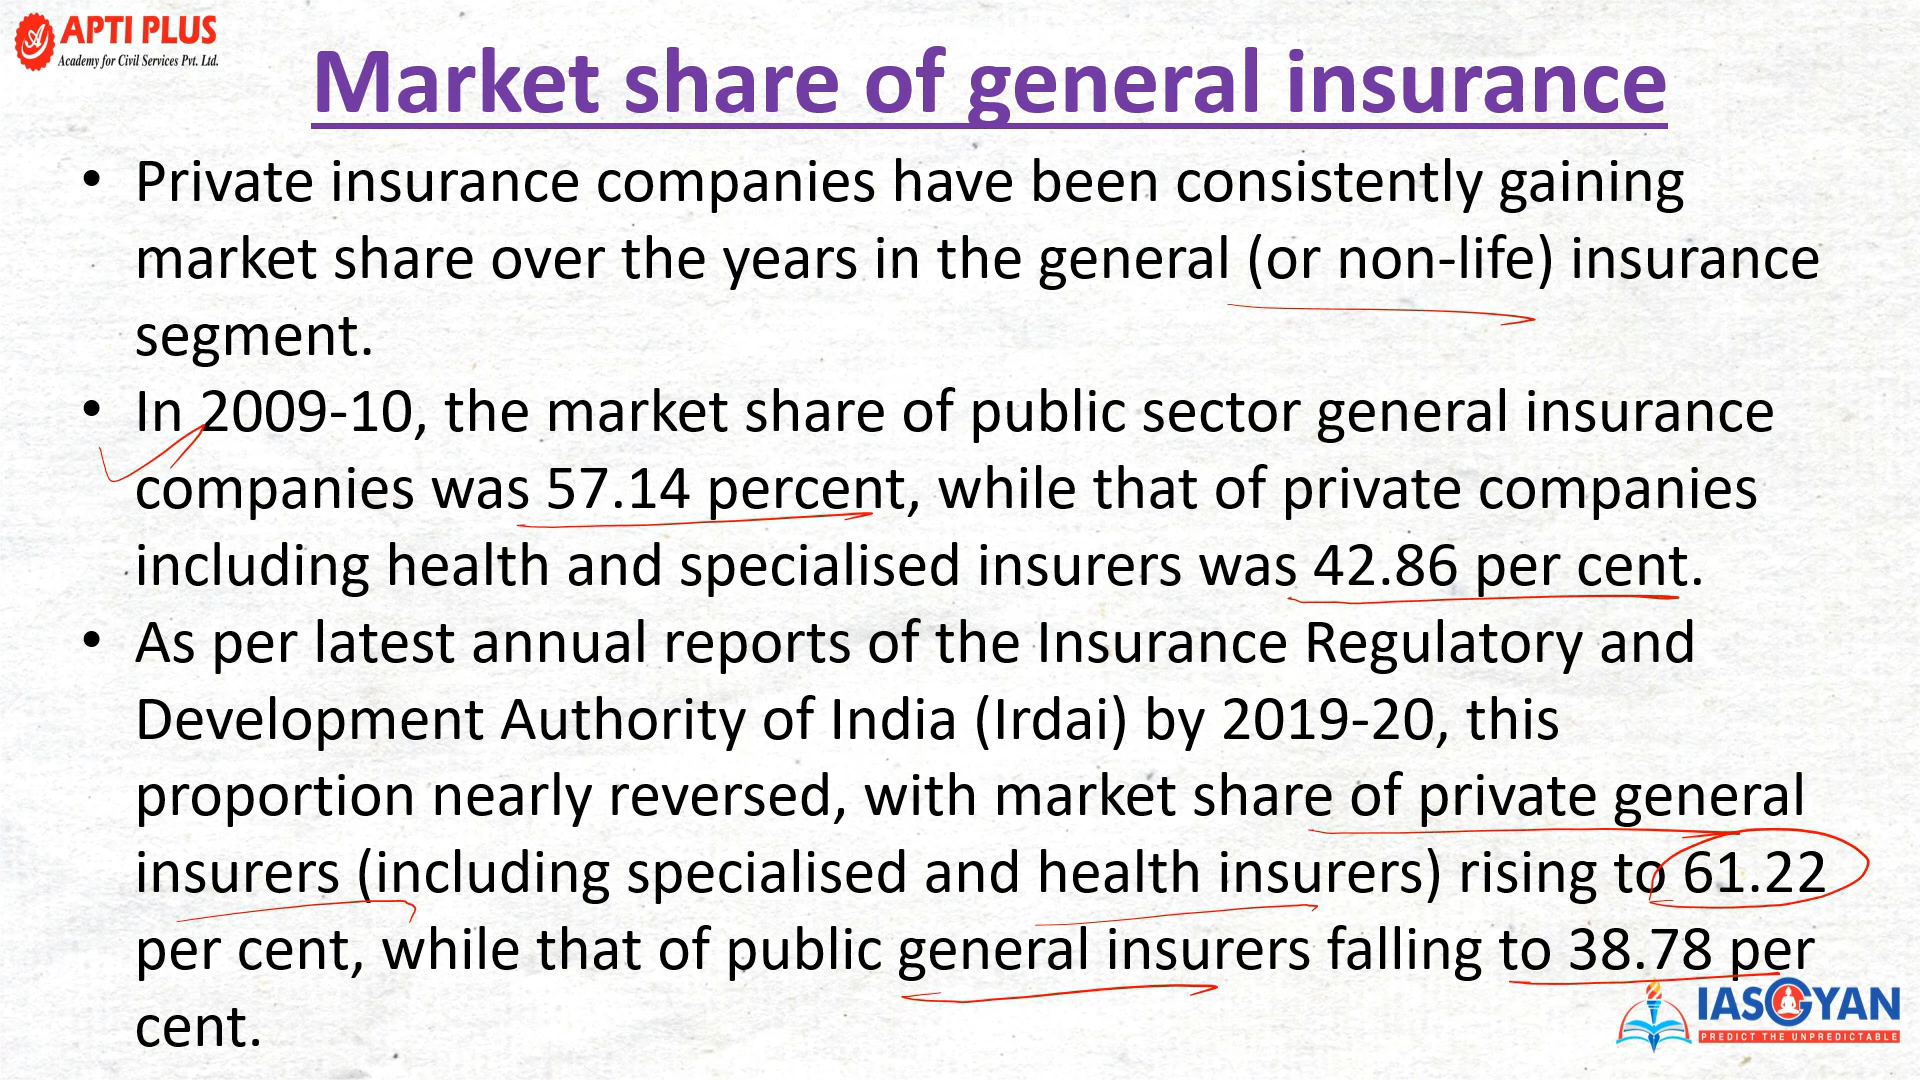 APTI PLUS
Academy for Civil Services Pvt. Ltd.
Market share of general insurance
• Private insurance companies have been consistently gaining
market share over the years in the general (or non-life) insurance
segment.
• In 2009-10, the market share of public sector general insurance
companies was 57.14 percent, while that of private companies
including health and specialised insurers was 42.86 per cent.
• As per latest annual reports of the Insurance Regulatory and
Development Authority of India (Irdai) by 2019-20, this
proportion nearly reversed, with market share of private general
insurers (including specialised and health insurers) rising to 61.22
per cent, while that of public general insurers falling to 38.78 per
cent.
IASGYAN
PREDICT THE UNPREDICTABLE